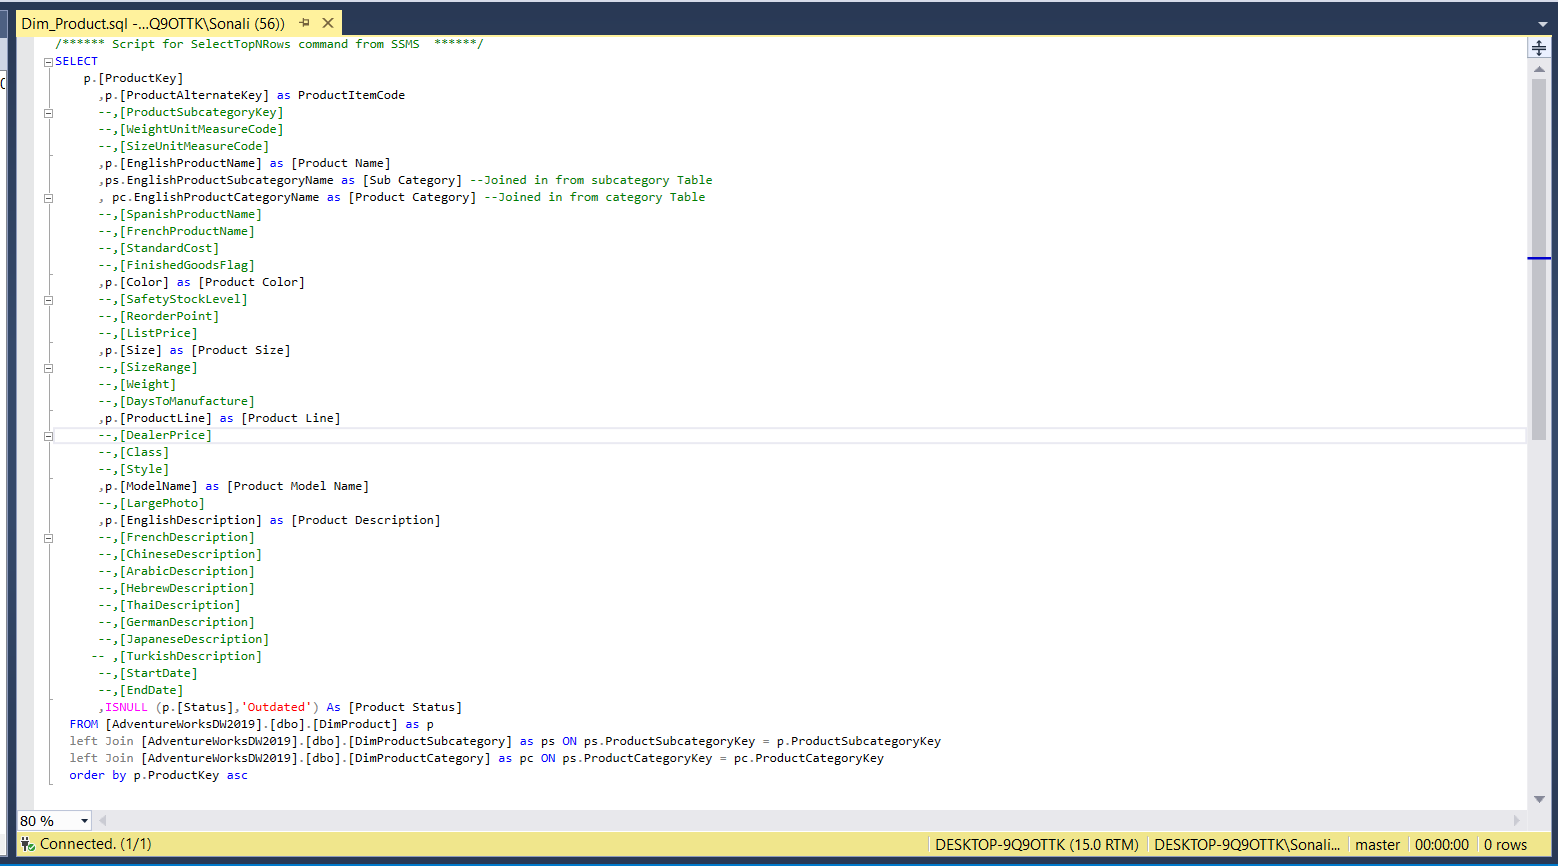 Dim_Product.sql -...Q9OTTK\Sonali (56))
/****** Script for SelectTopNRows command from SSMS  ******/
SELECT
p.[ProductKey]
,p.[ProductAlternateKey] as ProductItemCode
--,[ProductSubcategoryKey]
--,[WeightUnitMeasureCode]
--,[SizeUnitMeasureCode]
,p.[EnglishProductName] as [Product Name]
,ps.EnglishProductSubcategoryName as [Sub Category] --Joined in from subcategory Table
, pc.EnglishProductCategoryName as [Product Category] --Joined in from category Table
--,[SpanishProductName]
--,[FrenchProductName]
--,[StandardCost]
--,[FinishedGoodsFlag]
,p.[Color] as [Product Color]
--,[SafetyStockLevel]
--,[ReorderPoint]
--,[ListPrice]
,p.[Size] as [Product Size]
--,[SizeRange]
--,[Weight]
--,[DaysToManufacture]
,p.[ProductLine] as [Product Line]
--,[DealerPrice]
--,[Class]
--,[Style]
,p.[ModelName] as [Product Model Name]
--,[LargePhoto]
,p.[EnglishDescription] as [Product Description]
--,[FrenchDescription]
--,[ChineseDescription]
--,[ArabicDescription]
--,[HebrewDescription]
--,[ThaiDescription]
--,[GermanDescription]
--,[JapaneseDescription]
-- ,[TurkishDescription]
--,[StartDate]
--,[EndDate]
,ISNULL (p.[Status],'Outdated') As [Product Status]
FROM [AdventureWorksDW2019].[dbo].[DimProduct] as p
left Join [AdventureWorksDW2019].[dbo].[DimProductSubcategory] as ps ON ps.ProductSubcategoryKey = p.ProductSubcategoryKey
left Join [AdventureWorksDW2019].[dbo].[DimProductCategory] as pc ON ps.ProductCategoryKey = pc.ProductCategoryKey
order by p.ProductKey asc
80 %
Connected. (1/1) DESKTOP-9Q9OTTK (15.0 RTM) DESKTOP-9Q9OTTK\Sonali... master 00:00:00 0 rows